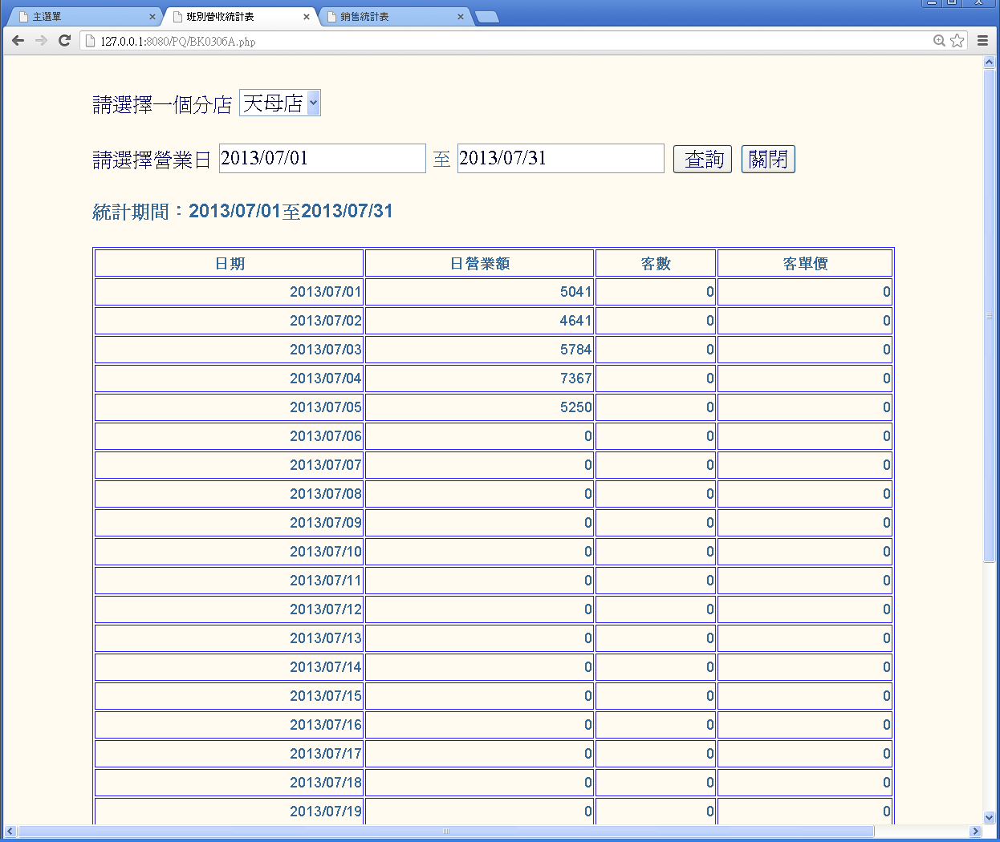 主選單 班別營收統計表 銷售統計表
127.0.0.1:8080/PQ/BK0306A.php
請選擇一個分店 天母店
請選擇營業日 2013/07/01 至 2013/07/31 查詢 關閉
統計期間：2013/07/01至2013/07/31
日期 日營業額 客數 客單價
2013/07/01 5041 0 0
2013/07/02 4641 0 0
2013/07/03 5784 0 0
2013/07/04 7367 0 0
2013/07/05 5250 0 0
2013/07/06 0 0 0
2013/07/07 0 0 0
2013/07/08 0 0 0
2013/07/09 0 0 0
2013/07/10 0 0 0
2013/07/11 0 0 0
2013/07/12 0 0 0
2013/07/13 0 0 0
2013/07/14 0 0 0
2013/07/15 0 0 0
2013/07/16 0 0 0
2013/07/17 0 0 0
2013/07/18 0 0 0
2013/07/19 0 0 0